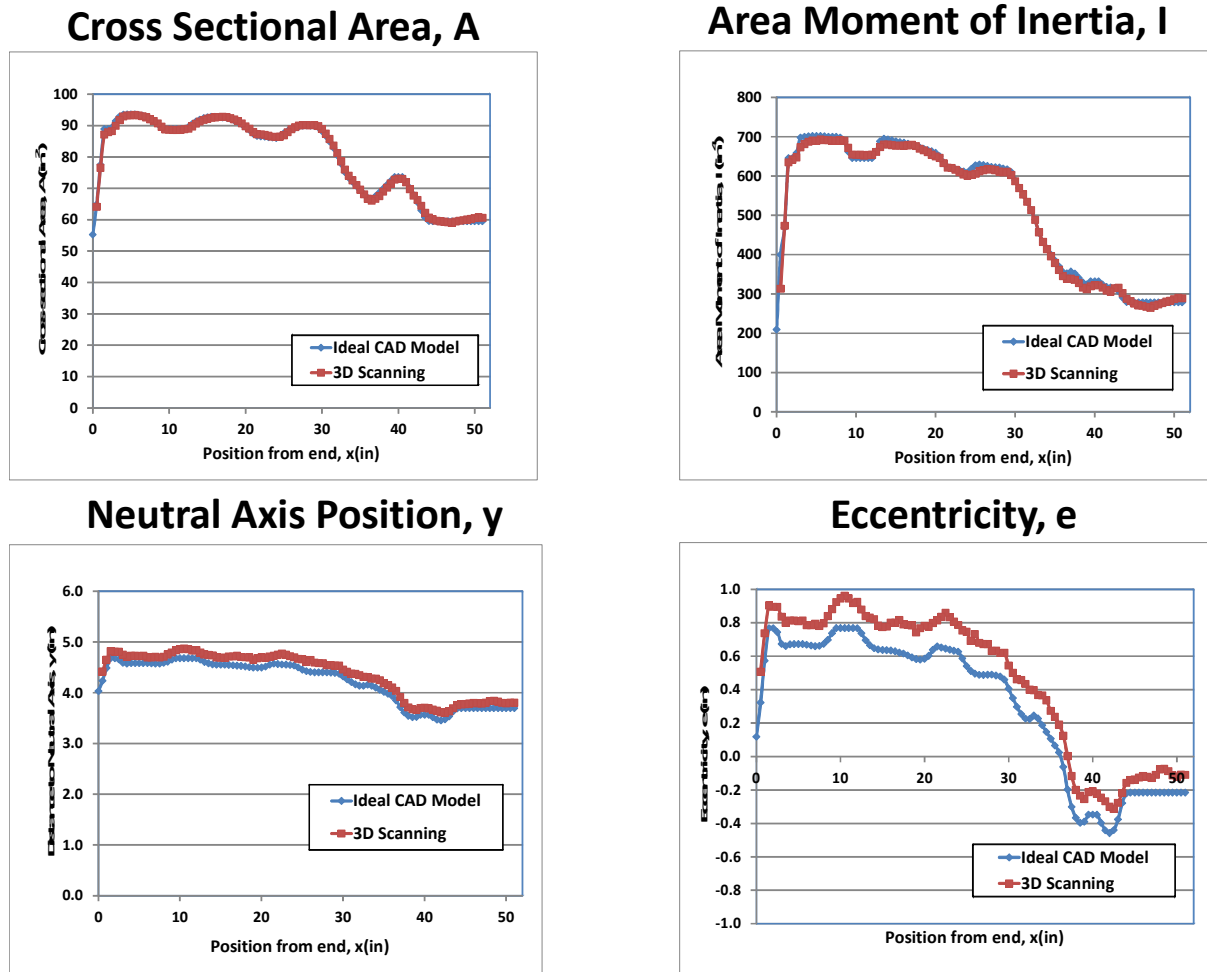 Cross Sectional Area, A
100
90
80
70
60
50
40
30
20
10
0
Ideal CAD Model
3D Scanning
0 10 20 30 40 50
Position from end, x(in)
Area Moment of Inertia, I
800
700
600
500
400
300
200
100
0
Ideal CAD Model
3D Scanning
0 10 20 30 40 50
Position from end, x(in)
Neutral Axis Position, y
6.0
5.0
4.0
3.0
2.0
1.0
0.0
Ideal CAD Model
3D Scanning
0 10 20 30 40 50
Position from end, x(in)
Eccentricity, e
1.0
0.8
0.6
0.4
0.2
0.0
-0.2
-0.4
-0.6
-0.8
-1.0
0 10 20 30 40 50
Eccentricity, e(in)
Ideal CAD Model
3D Scanning
Position from end, x(in)